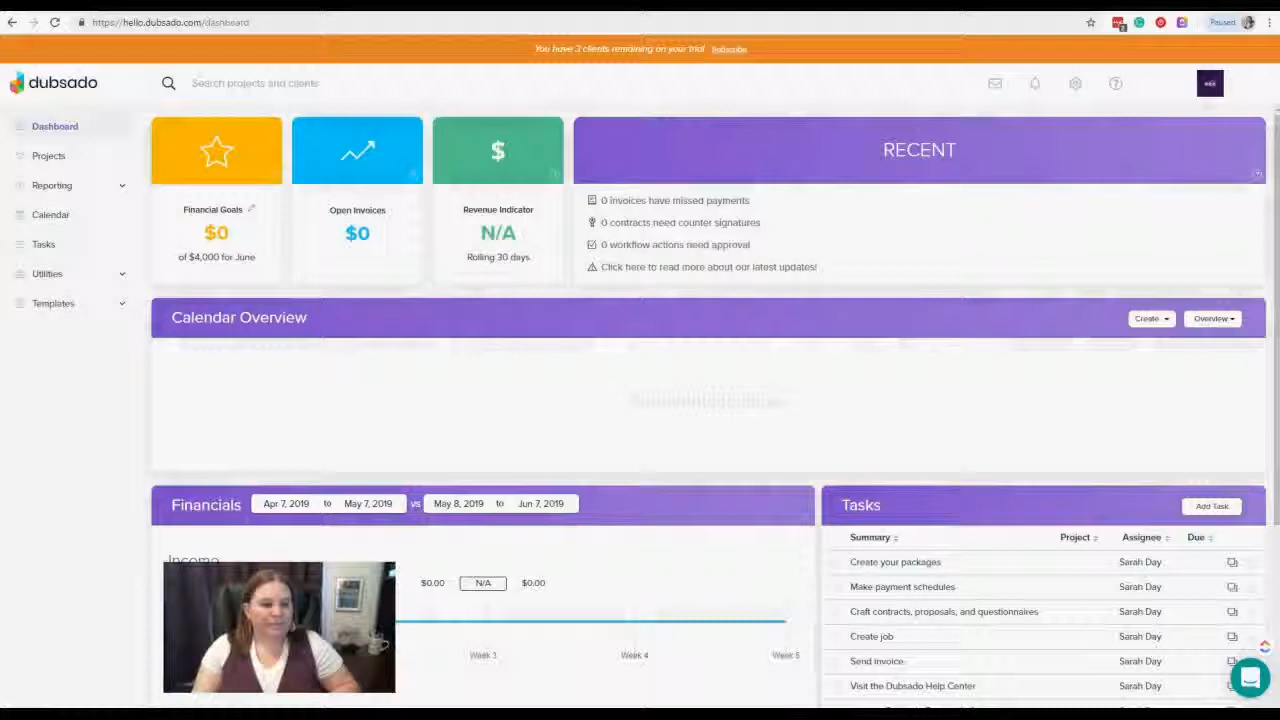 https://hello.dubsado.com/dashboard
Paused
You have 3 clients remaining on your trial Subscribe
dubsado
Search projects and clients
Dashboard
Projects
Reporting
Calendar
Tasks
Utilities
Templates
Financial Goals
$0
of $4,000 for June
Open Invoices
$0
$
Revenue Indicator
N/A
Rolling 30 days
RECENT
0 invoices have missed payments
0 contracts need counter signatures
0 workflow actions need approval
Click here to read more about our latest updates!
Calendar Overview
Create
Overview
Financials
Apr 7, 2019 to May 7, 2019 vs May 8, 2019 to Jun 7, 2019
Income
$0.00 N/A $0.00
Week 3 Week 4 Week 5
Tasks
Add Task
Summary Project Assignee Due
Create your packages Sarah Day
Make payment schedules Sarah Day
Craft contracts, proposals, and questionnaires Sarah Day
Create job Sarah Day
Send invoice Sarah Day
Visit the Dubsado Help Center Sarah Day